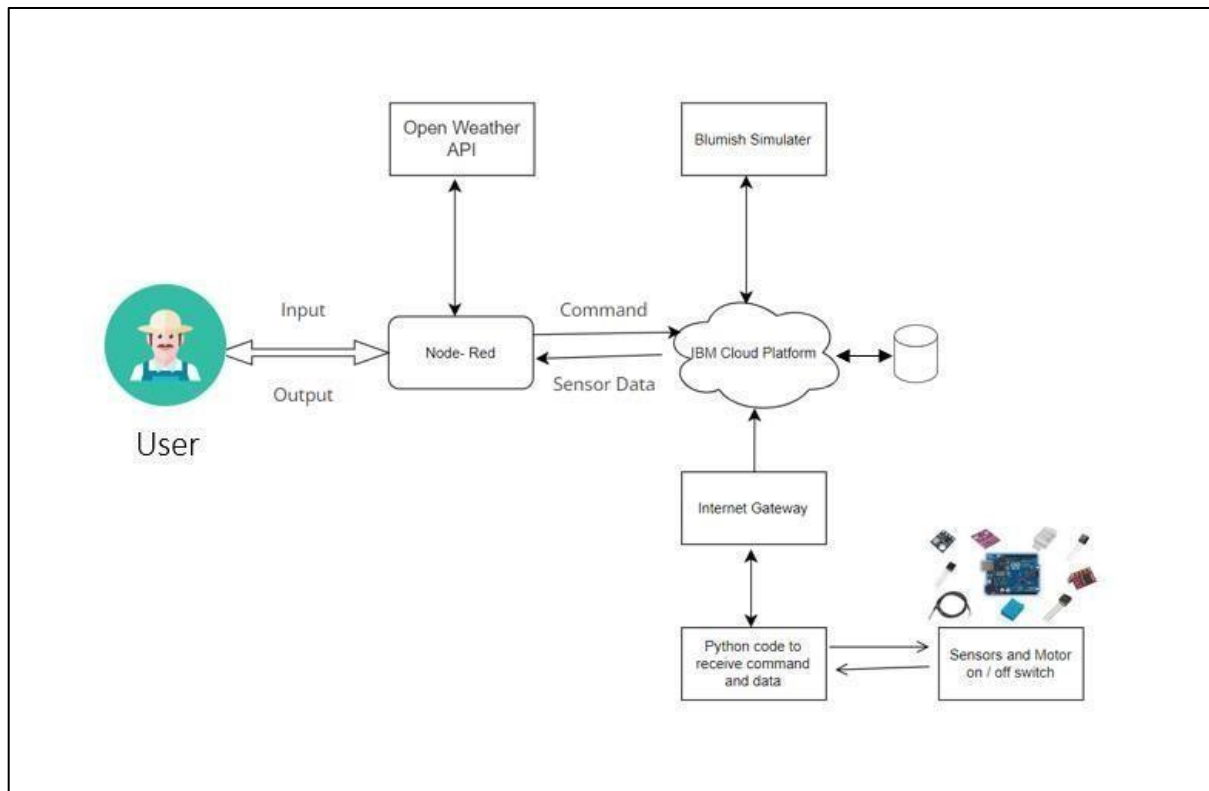 Open Weather
API
Blumish Simulater
Input
Command
Node- Red
IBM Cloud Platform
Output
Sensor Data
User
Internet Gateway
Python code to
receive command
and data
Sensors and Motor
on / off switch